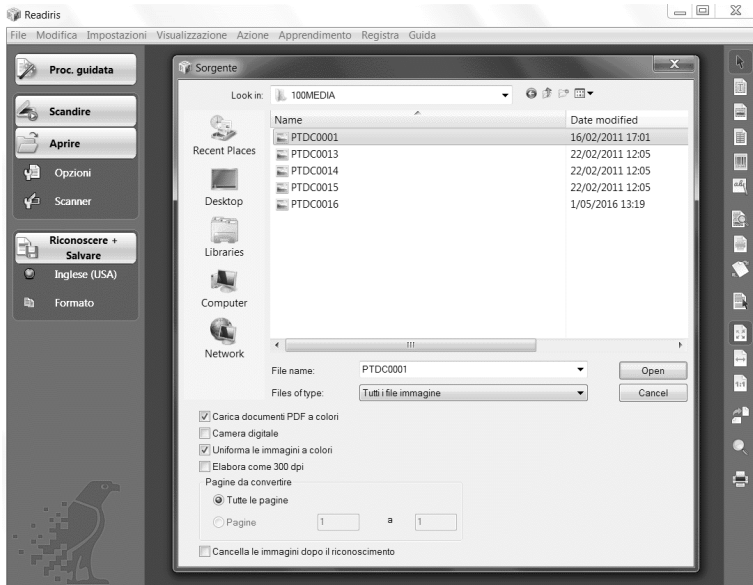 Readiris
File Modifica Impostazioni Visualizzazione Azione Apprendimento Registra Guida
Proc. guidata
Scandire
Aprire
Opzioni
Scanner
Riconoscere +
Salvare
Inglese (USA)
Formato
Sorgente
X
Look in: 100MEDIA
Recent Places
Desktop
Libraries
Computer
Network
Name Date modified
PTDC0001 16/02/2011 17:01
PTDC0013 22/02/2011 12:05
PTDC0014 22/02/2011 12:05
PTDC0015 22/02/2011 12:05
PTDC0016 1/05/2016 13:19
File name: PTDC0001 Open
Files of type: Tutti i file immagine Cancel
Carica documenti PDF a colori
Camera digitale
Uniforma le immagini a colori
Elabora come 300 dpi
Pagine da convertire
Tutte le pagine
Pagine 1 a 1
Cancella le immagini dopo il riconoscimento
1:1